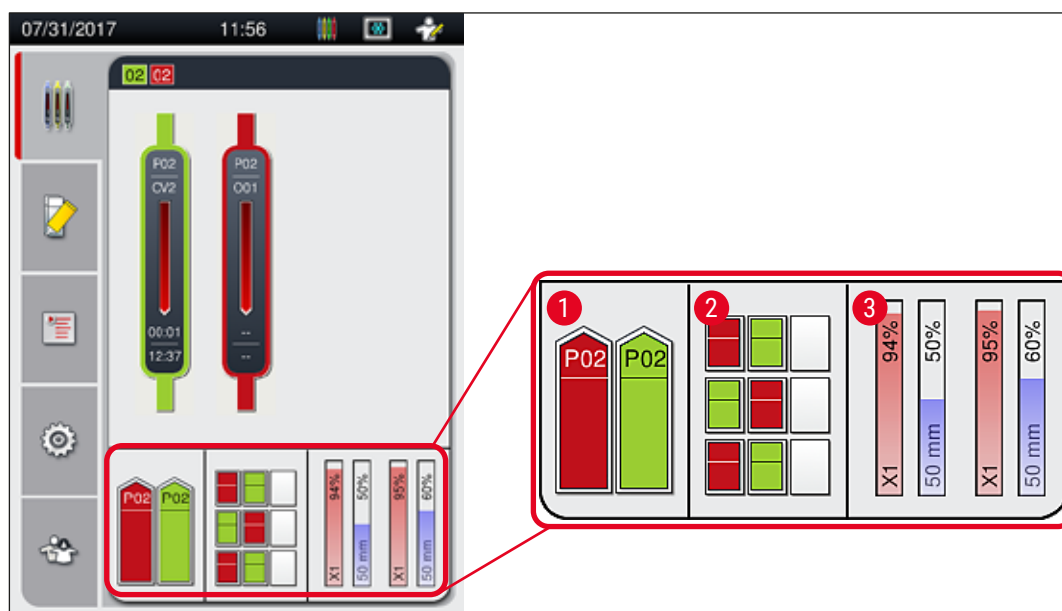 07/31/2017 11:56
02 02
P02 P02
CV2 O01
00:01 --
12:37 --
P02 P02
X1 94% 50 mm 50% X1 95% 50 mm 60%
1 2 3
P02 P02
X1 94% 50 mm 50% X1 95% 50 mm 60%